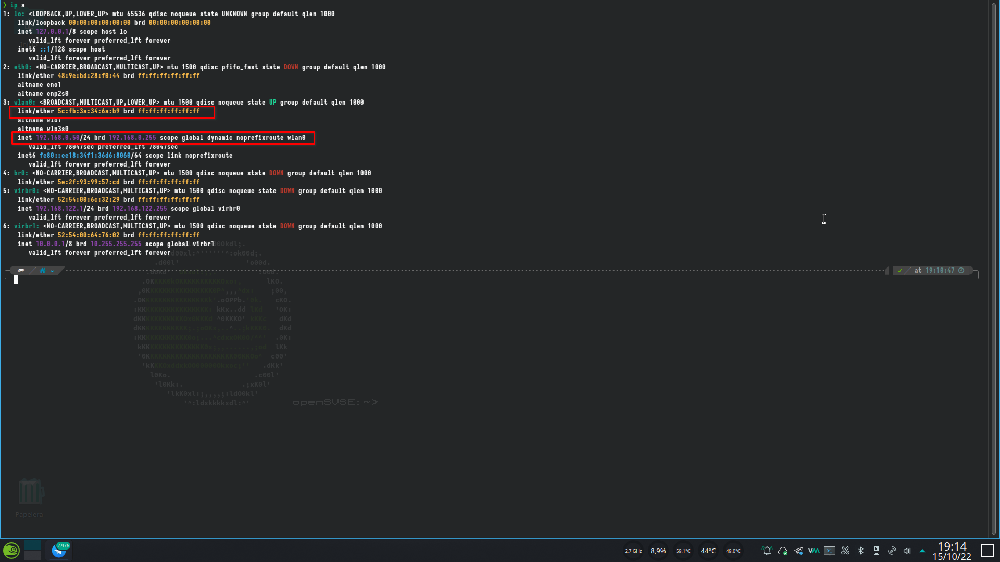 ❯ ip a
1: lo: <LOOPBACK,UP,LOWER_UP> mtu 65536 qdisc noqueue state UNKNOWN group default qlen 1000
link/loopback 00:00:00:00:00:00 brd 00:00:00:00:00:00
inet 127.0.0.1/8 scope host lo
valid_lft forever preferred_lft forever
inet6 ::1/128 scope host
valid_lft forever preferred_lft forever
2: eth0: <NO-CARRIER,BROADCAST,MULTICAST,UP> mtu 1500 qdisc pfifo_fast state DOWN group default qlen 1000
link/ether 48:9e:bd:28:f0:44 brd ff:ff:ff:ff:ff:ff
altname eno1
altname enp2s0
3: wlan0: <BROADCAST,MULTICAST,UP,LOWER_UP> mtu 1500 qdisc noqueue state UP group default qlen 1000
link/ether 5c:fb:3a:34:6a:b9 brd ff:ff:ff:ff:ff:ff
altname wlo1
altname wlp3s0
inet 192.168.0.50/24 brd 192.168.0.255 scope global dynamic noprefixroute wlan0
valid_lft 78047sec preferred_lft 78047sec
inet6 fe80::ee18:34f1:36d6:8060/64 scope link noprefixroute
valid_lft forever preferred_lft forever
4: br0: <NO-CARRIER,BROADCAST,MULTICAST,UP> mtu 1500 qdisc noqueue state DOWN group default qlen 1000
link/ether 5e:2f:93:99:57:cd brd ff:ff:ff:ff:ff:ff
5: virbr0: <NO-CARRIER,BROADCAST,MULTICAST,UP> mtu 1500 qdisc noqueue state DOWN group default qlen 1000
link/ether 52:54:00:6c:32:29 brd ff:ff:ff:ff:ff:ff
inet 192.168.122.1/24 brd 192.168.122.255 scope global virbr0
valid_lft forever preferred_lft forever
6: virbr1: <NO-CARRIER,BROADCAST,MULTICAST,UP> mtu 1500 qdisc noqueue state DOWN group default qlen 1000
link/ether 52:54:00:64:76:02 brd ff:ff:ff:ff:ff:ff
inet 10.0.0.1/8 brd 10.255.255.255 scope global virbr1
valid_lft forever preferred_lft forever
~ at 19:10:47
openSUSE: ~>
Papelera
2.976
2,7 GHz 8,9% 59,1°C 44°C 49,0°C
19:14
15/10/22